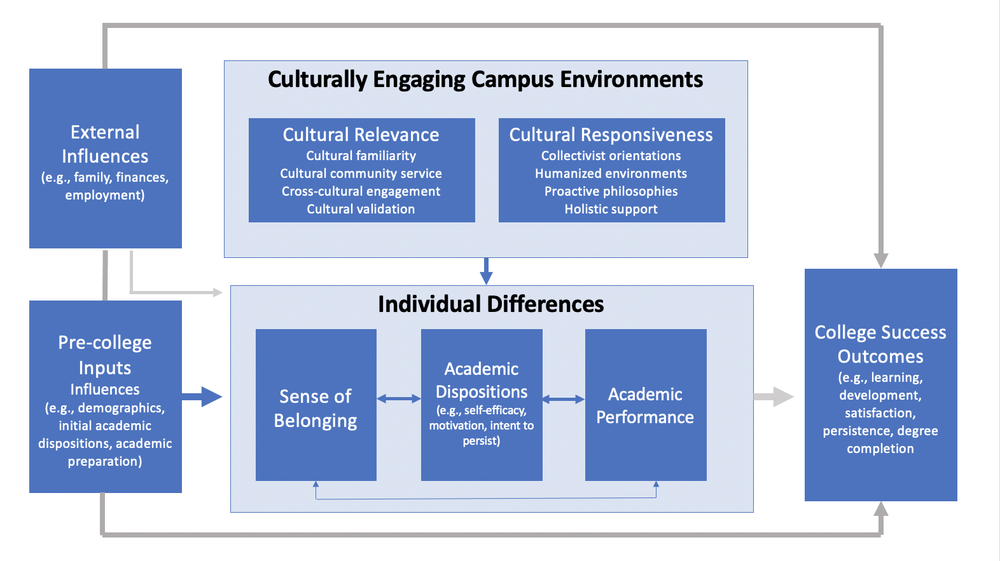 External
Influences
(e.g., family, finances,
employment)
Culturally Engaging Campus Environments
Cultural Relevance
Cultural familiarity
Cultural community service
Cross-cultural engagement
Cultural validation
Cultural Responsiveness
Collectivist orientations
Humanized environments
Proactive philosophies
Holistic support
Pre-college
Inputs
Influences
(e.g., demographics,
initial academic
dispositions, academic
preparation)
Individual Differences
Sense of
Belonging
Academic
Dispositions
(e.g., self-efficacy,
motivation, intent to
persist)
Academic
Performance
College Success
Outcomes
(e.g., learning,
development,
satisfaction,
persistence, degree
completion